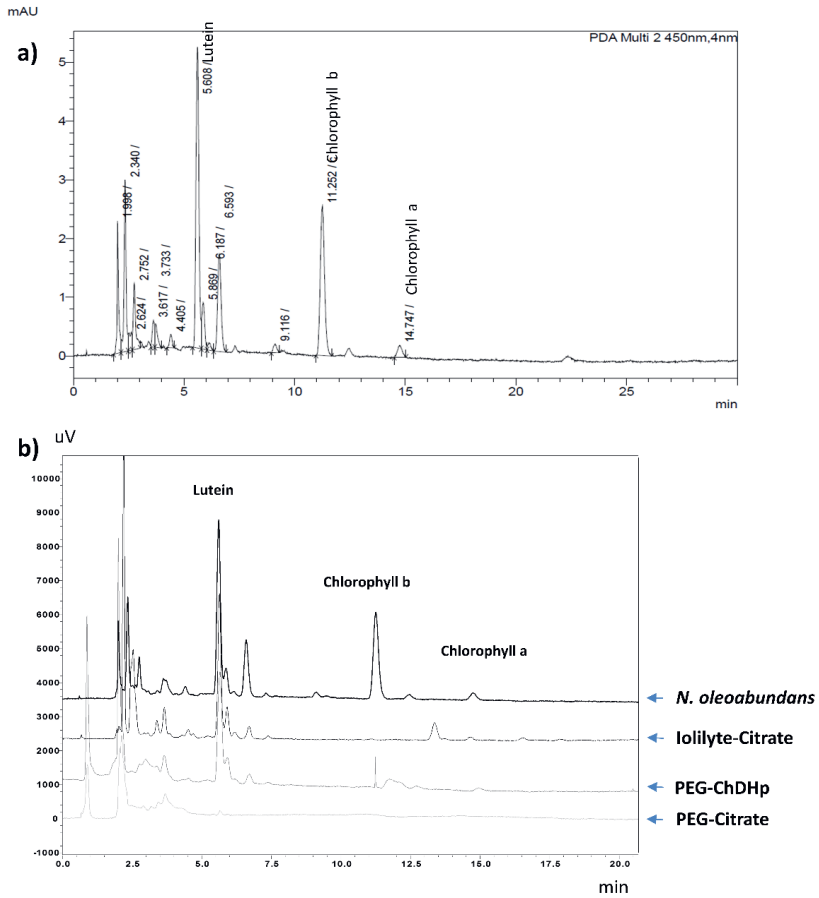 mAU
a)
PDA Multi 2 450nm,4nm
5
4
3
2
1
0
1.998 /
2.340 /
2.624 /
2.752 /
3.617 /
3.733 /
4.405 /
5.608 / Lutein
5.869 /
6.187 /
6.593 /
9.116 /
11.252 / Chlorophyll b
14.747 / Chlorophyll a
0 5 10 15 20 25
min
b)
uV
10000
9000
8000
7000
6000
5000
4000
3000
2000
1000
0
-1000
Lutein
Chlorophyll b
Chlorophyll a
N. oleoabundans
Iolilyte-Citrate
PEG-ChDHp
PEG-Citrate
0.0 2.5 5.0 7.5 10.0 12.5 15.0 17.5 20.0
min